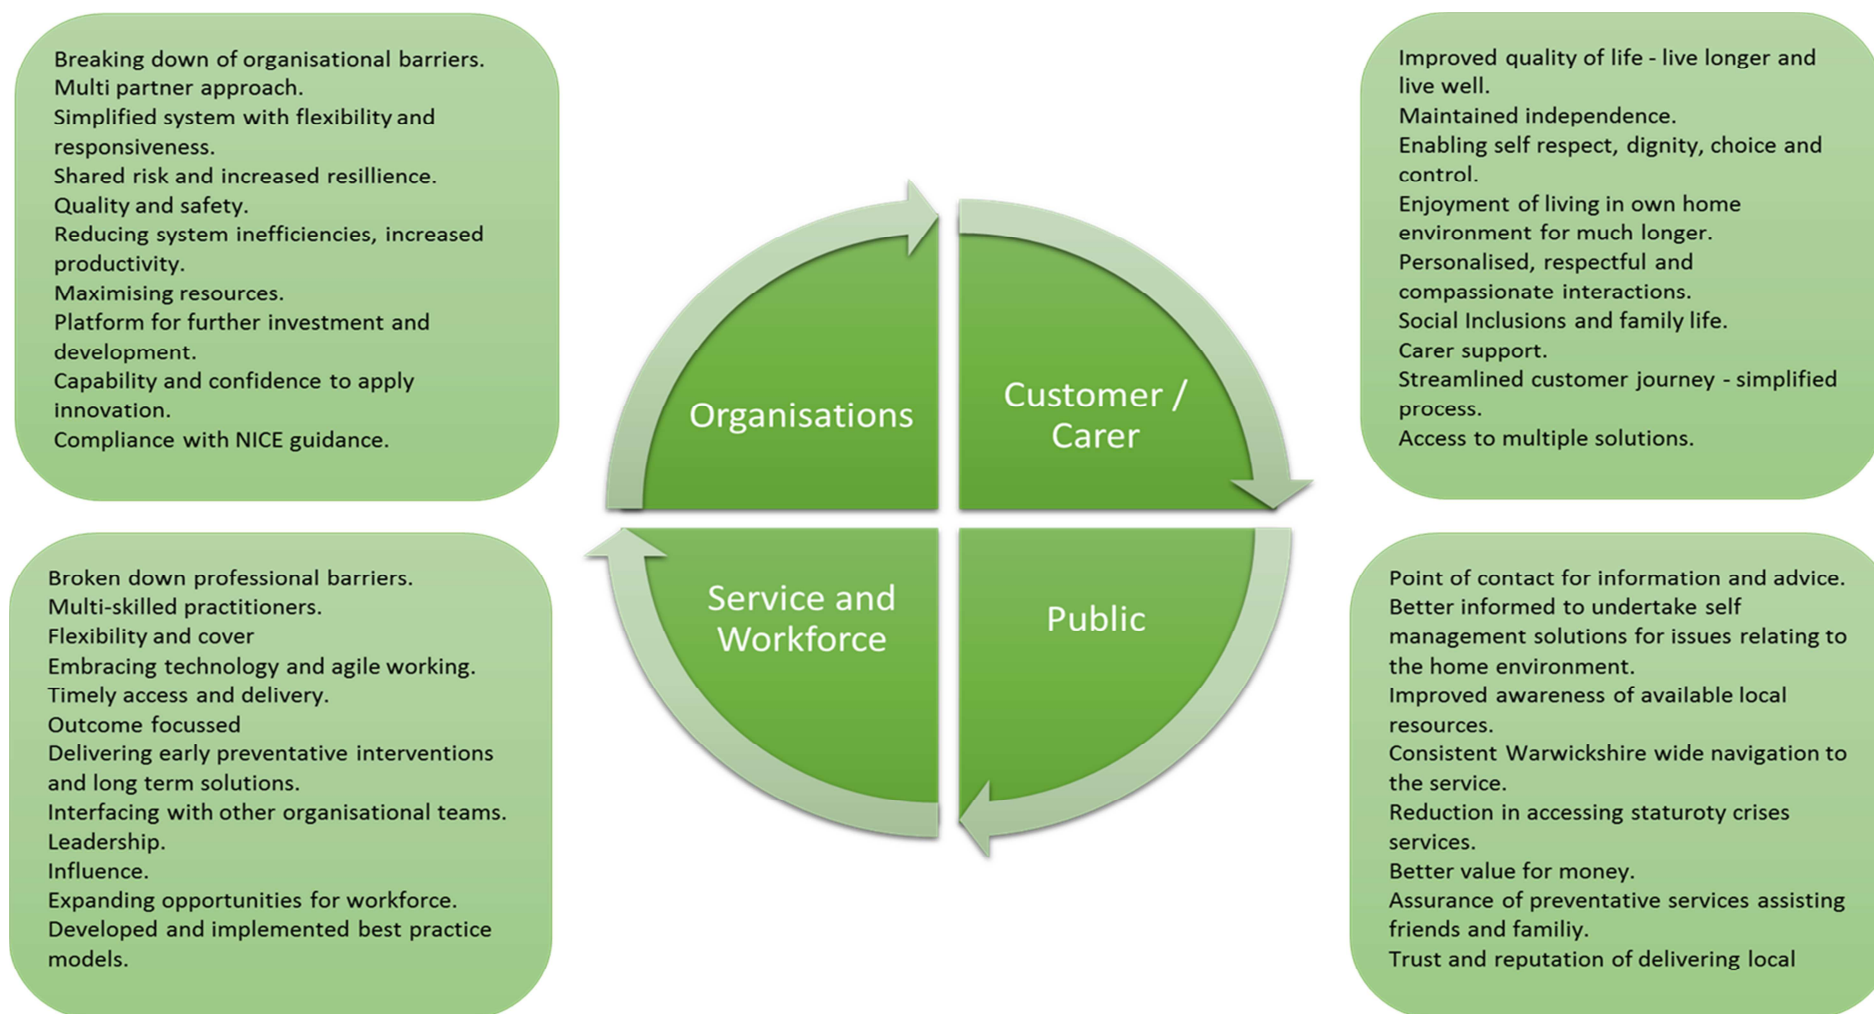 Breaking down of organisational barriers.
Multi partner approach.
Simplified system with flexibility and
responsiveness.
Shared risk and increased resillience.
Quality and safety.
Reducing system inefficiencies, increased
productivity.
Maximising resources.
Platform for further investment and
development.
Capability and confidence to apply
innovation.
Compliance with NICE guidance.
Improved quality of life - live longer and
live well.
Maintained independence.
Enabling self respect, dignity, choice and
control.
Enjoyment of living in own home
environment for much longer.
Personalised, respectful and
compassionate interactions.
Social Inclusions and family life.
Carer support.
Streamlined customer journey - simplified
process.
Access to multiple solutions.
Organisations
Customer /
Carer
Service and
Workforce
Public
Broken down professional barriers.
Multi-skilled practitioners.
Flexibility and cover
Embracing technology and agile working.
Timely access and delivery.
Outcome focussed
Delivering early preventative interventions
and long term solutions.
Interfacing with other organisational teams.
Leadership.
Influence.
Expanding opportunities for workforce.
Developed and implemented best practice
models.
Point of contact for information and advice.
Better informed to undertake self
management solutions for issues relating to
the home environment.
Improved awareness of available local
resources.
Consistent Warwickshire wide navigation to
the service.
Reduction in accessing staturoty crises
services.
Better value for money.
Assurance of preventative services assisting
friends and familiy.
Trust and reputation of delivering local